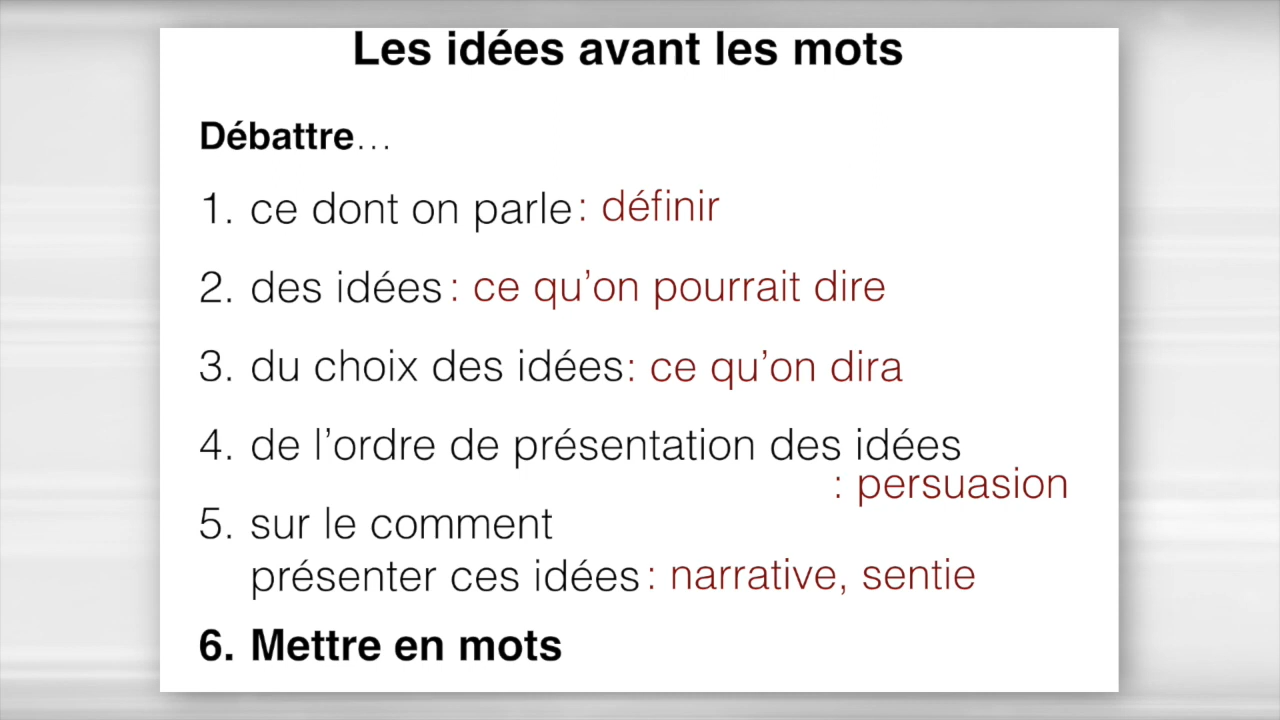 Les idées avant les mots
Débattre…
1. ce dont on parle : définir
2. des idées : ce qu’on pourrait dire
3. du choix des idées : ce qu’on dira
4. de l’ordre de présentation des idées
: persuasion
5. sur le comment
présenter ces idées : narrative, sentie
6. Mettre en mots